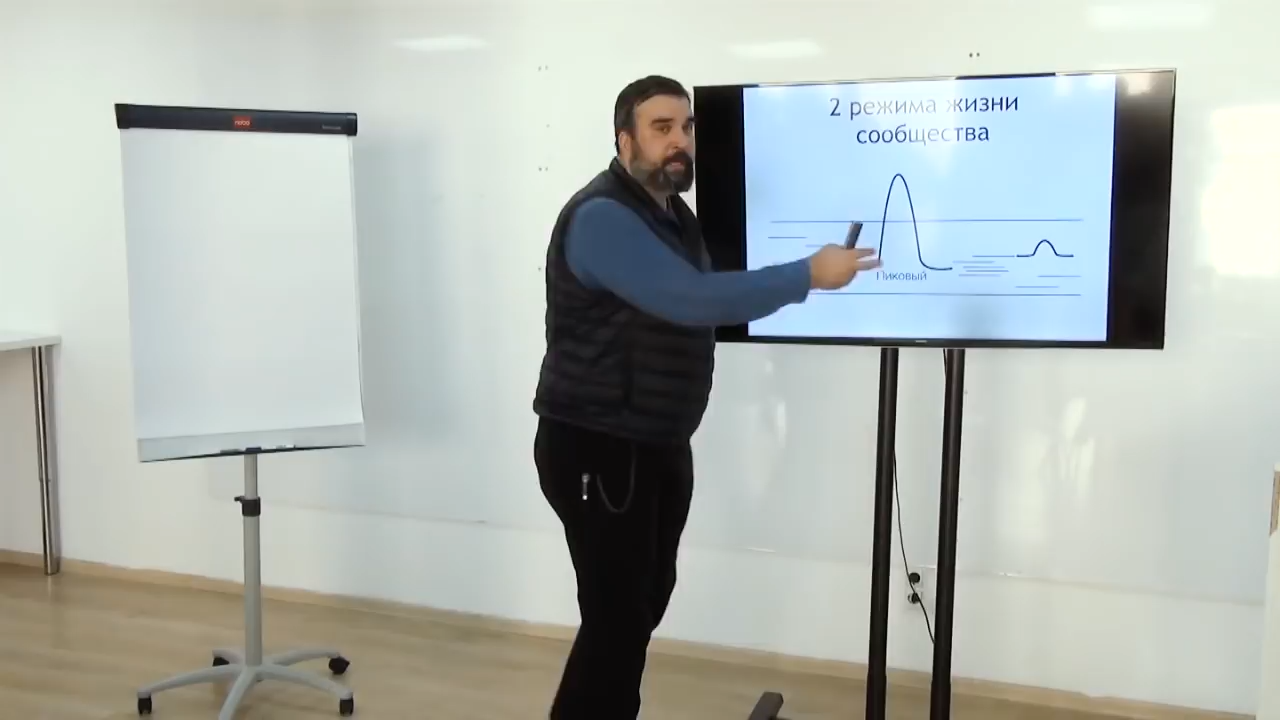 2 режима жизни
сообщества
Пиковый